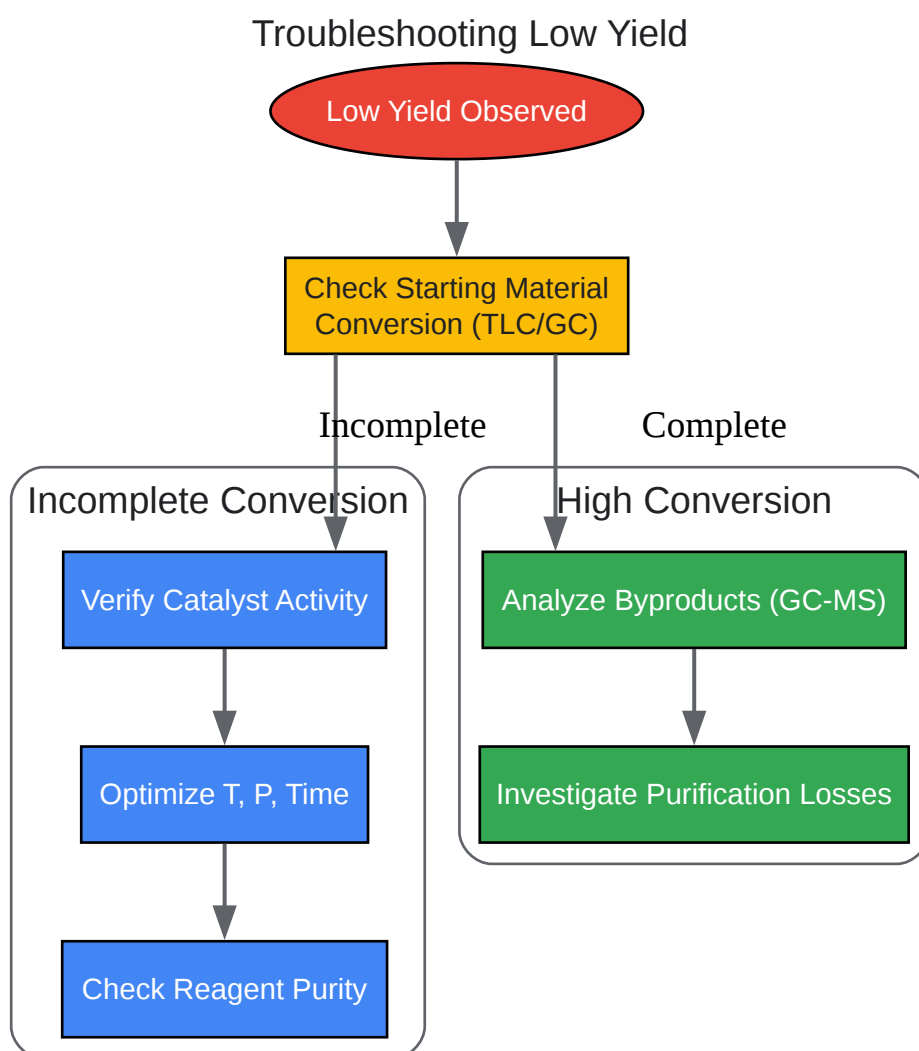 Troubleshooting Low Yield
Low Yield Observed
Check Starting Material
Conversion (TLC/GC)
Incomplete
Complete
Incomplete Conversion
Verify Catalyst Activity
Optimize T, P, Time
Check Reagent Purity
High Conversion
Analyze Byproducts (GC-MS)
Investigate Purification Losses